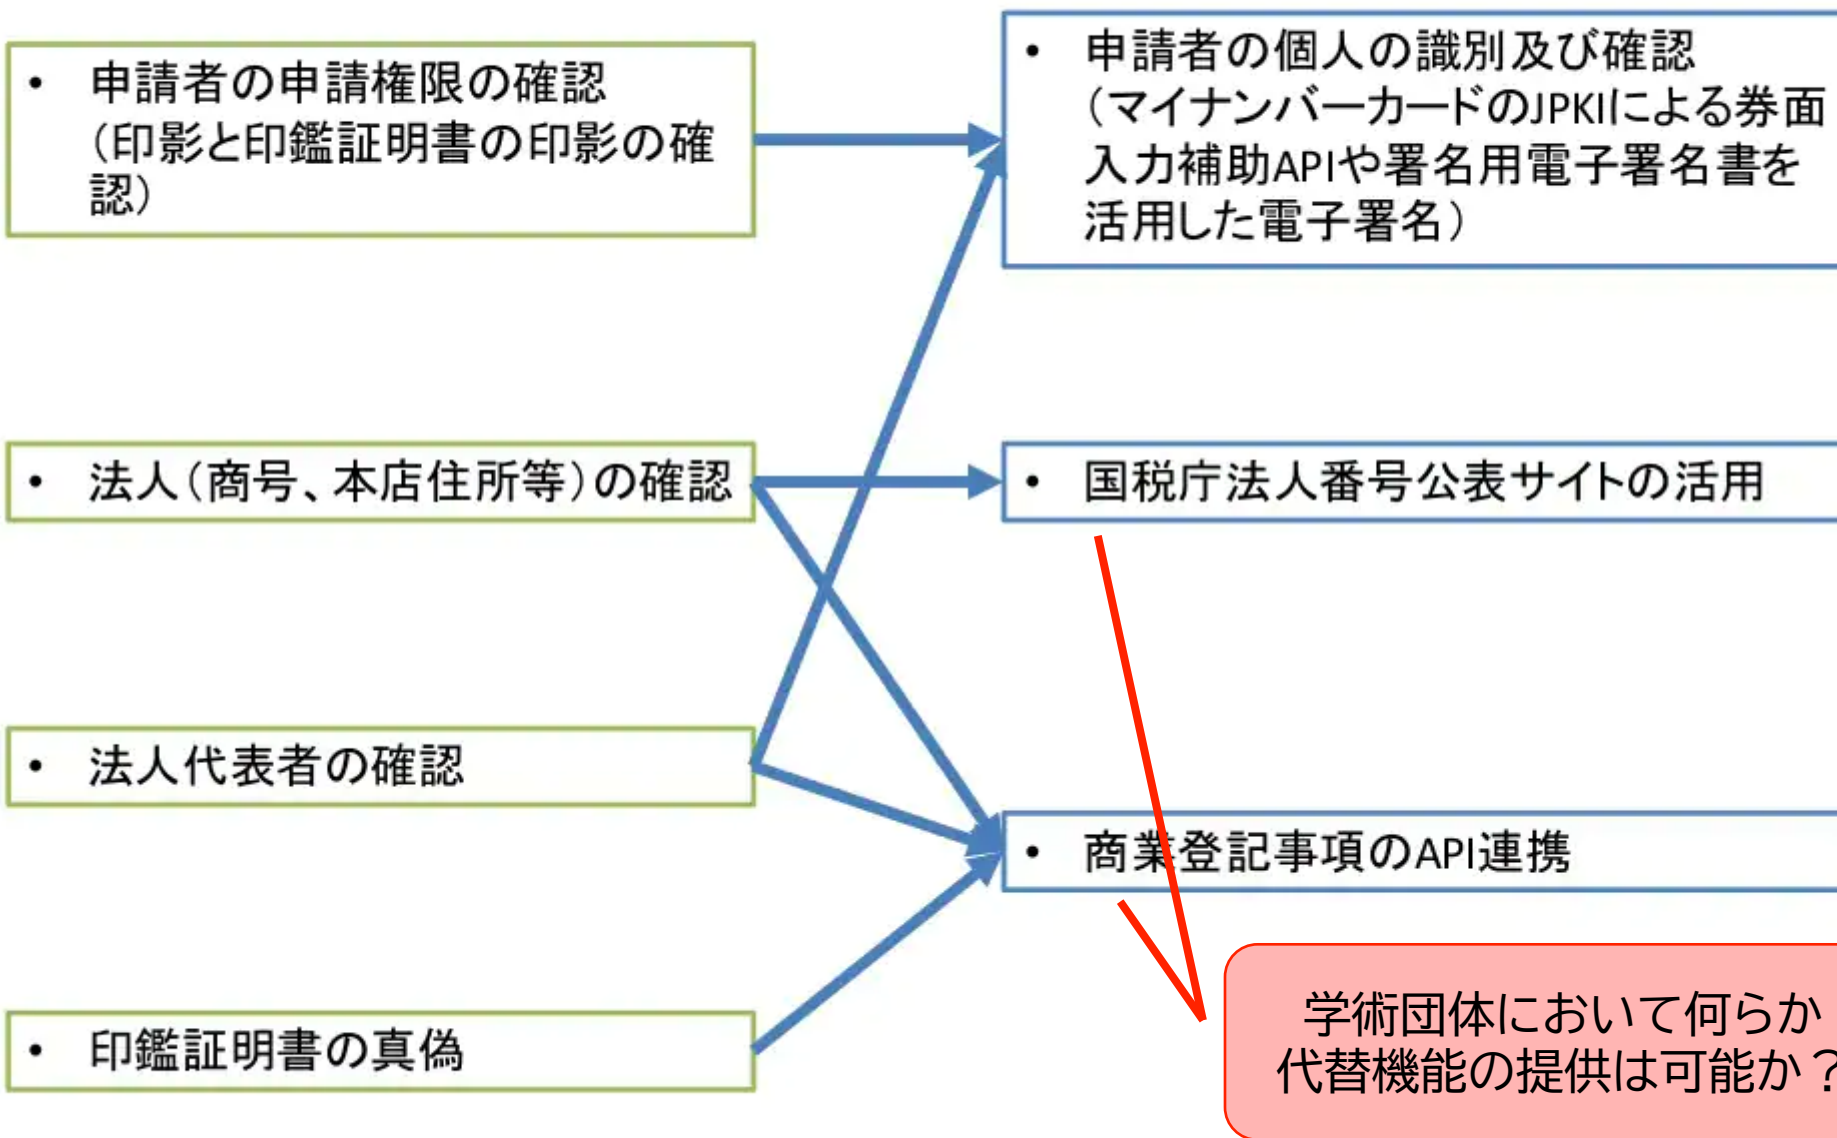 • 申請者の申請権限の確認
（印影と印鑑証明書の印影の確
認）
• 申請者の個人の識別及び確認
（マイナンバーカードのJPKIによる券面
入力補助APIや署名用電子署名書を
活用した電子署名）
• 法人（商号、本店住所等）の確認
• 国税庁法人番号公表サイトの活用
• 法人代表者の確認
• 商業登記事項のAPI連携
• 印鑑証明書の真偽
学術団体において何らか
代替機能の提供は可能か？